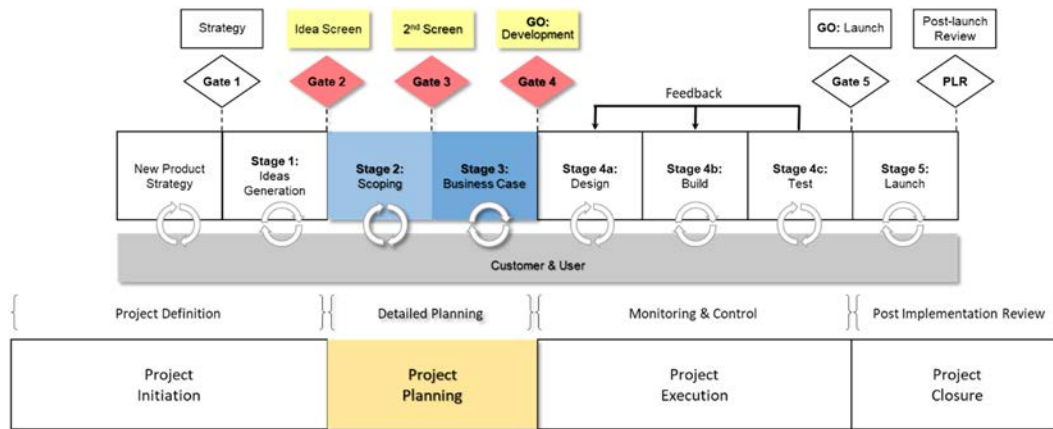 Strategy
Idea Screen
2nd Screen
GO:
Development
GO: Launch
Post-launch
Review
Gate 1
Gate 2
Gate 3
Gate 4
Feedback
Gate 5
PLR
New Product
Strategy
Stage 1:
Ideas
Generation
Stage 2:
Scoping
Stage 3:
Business Case
Stage 4a:
Design
Stage 4b:
Build
Stage 4c:
Test
Stage 5:
Launch
Customer & User
Project Definition
Detailed Planning
Monitoring & Control
Post Implementation Review
Project
Initiation
Project
Planning
Project
Execution
Project
Closure